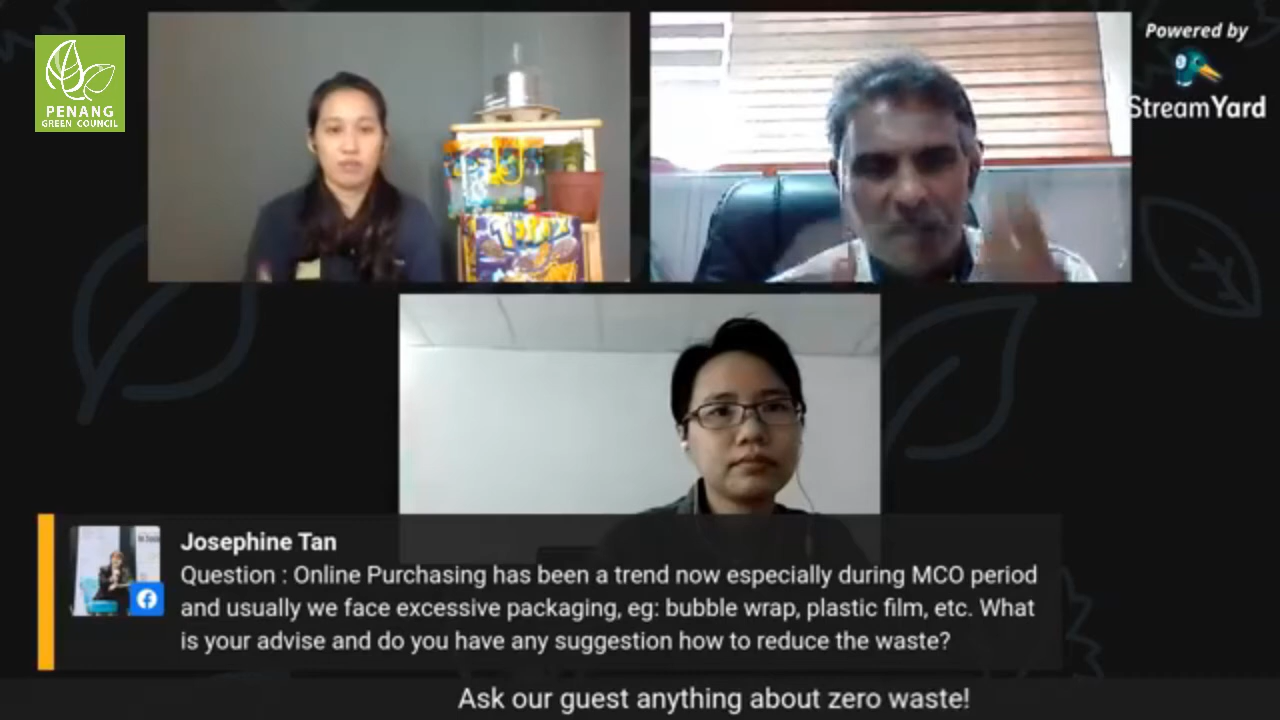 PENANG
GREEN COUNCIL
Powered by
StreamYard
Josephine Tan
Question : Online Purchasing has been a trend now especially during MCO period
and usually we face excessive packaging, eg: bubble wrap, plastic film, etc. What
is your advise and do you have any suggestion how to reduce the waste?
Ask our guest anything about zero waste!